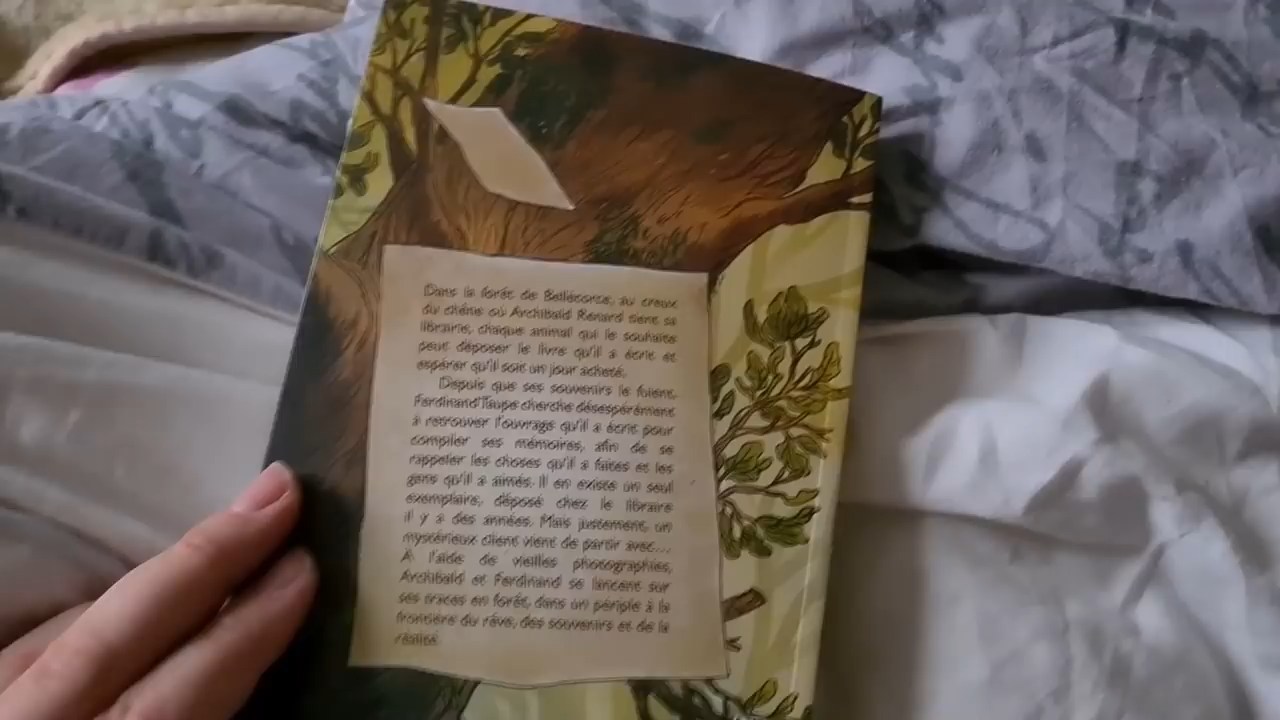 Dans la forêt de Bellécorce, au creux
du chêne où Archibald Renard tient sa
librairie, chaque animal qui le souhaite
peut déposer le livre qu'il a écrit et
espérer qu'il soit un jour acheté.
Depuis que ses souvenirs le fuient,
Ferdinand Taupe cherche désespérément
à retrouver l'ouvrage qu'il a écrit pour
compiler ses mémoires, afin de se
rappeler les choses qu'il a faites et les
gens qu'il a aimés. Il en existe un seul
exemplaire, déposé chez le libraire
il y a des années. Mais justement, un
mystérieux client vient de partir avec...
À l'aide de vieilles photographies,
Archibald et Ferdinand se lancent sur
ses traces en forêt, dans un périple à la
frontière du rêve, des souvenirs et de la
réalité.